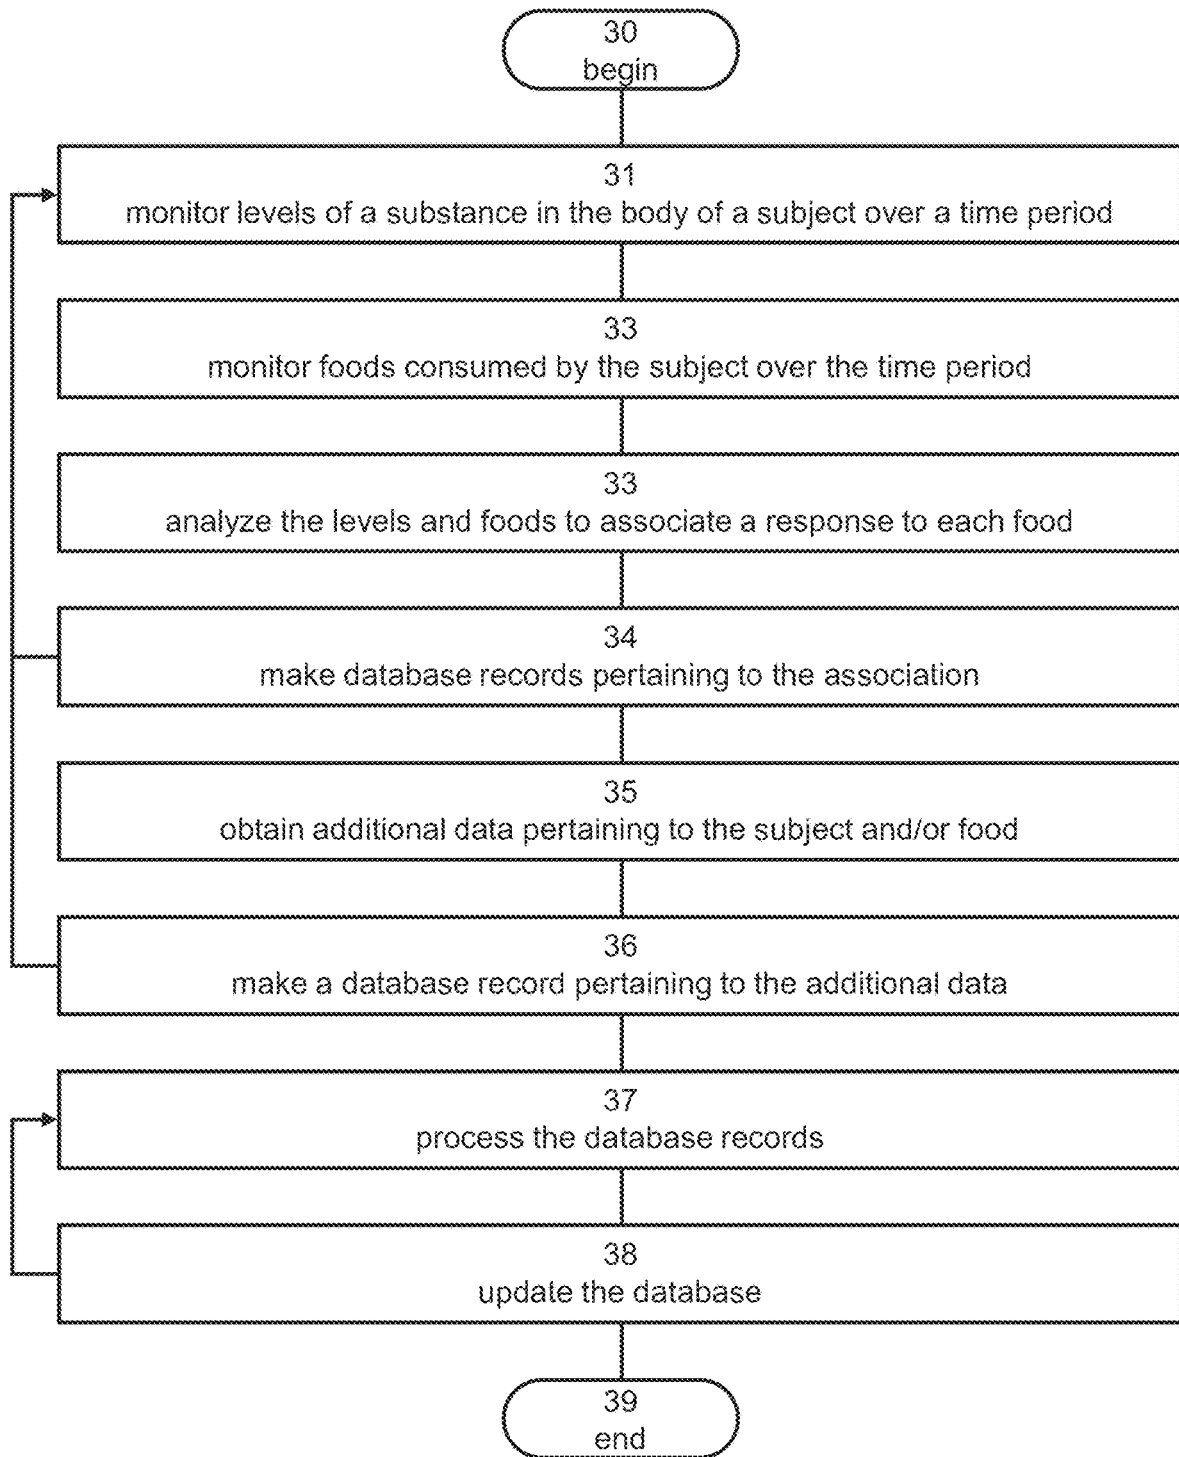 30
begin
31
monitor levels of a substance in the body of a subject over a time period
33
monitor foods consumed by the subject over the time period
33
analyze the levels and foods to associate a response to each food
34
make database records pertaining to the association
35
obtain additional data pertaining to the subject and/or food
36
make a database record pertaining to the additional data
37
process the database records
38
update the database
39
end